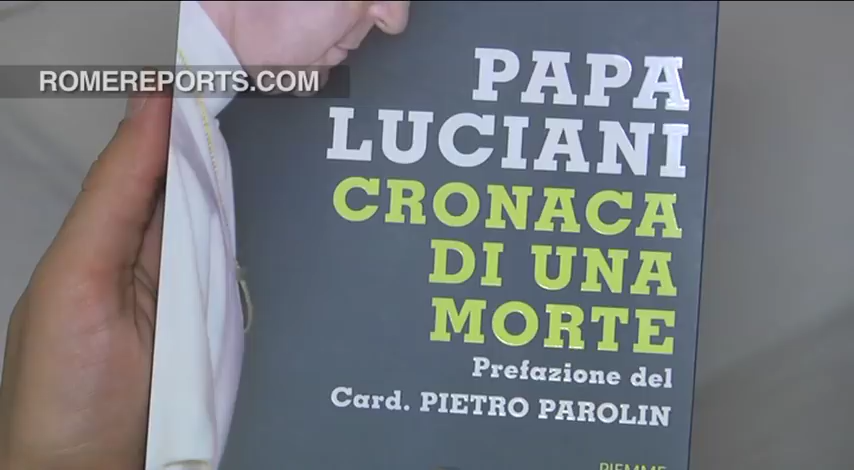 ROMEREPORTS.COM
PAPA
LUCIANI
CRONACA
DI UNA
MORTE
Prefazione del
Card. PIETRO PAROLIN
PIEMME